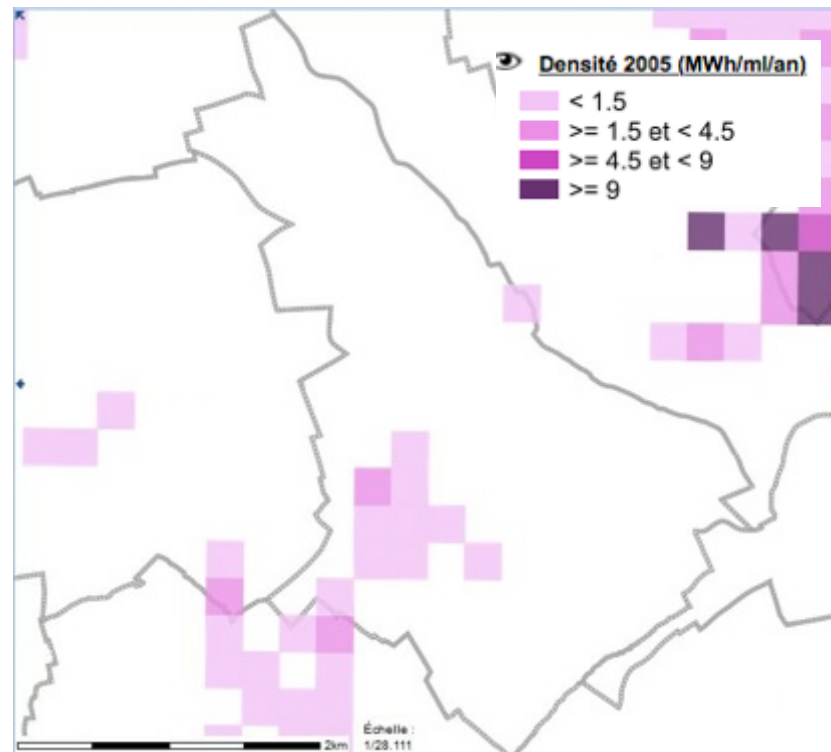 Densité 2005 (MWh/ml/an)
< 1.5
>= 1.5 et < 4.5
>= 4.5 et < 9
>= 9
Échelle :
2km
1/28.111